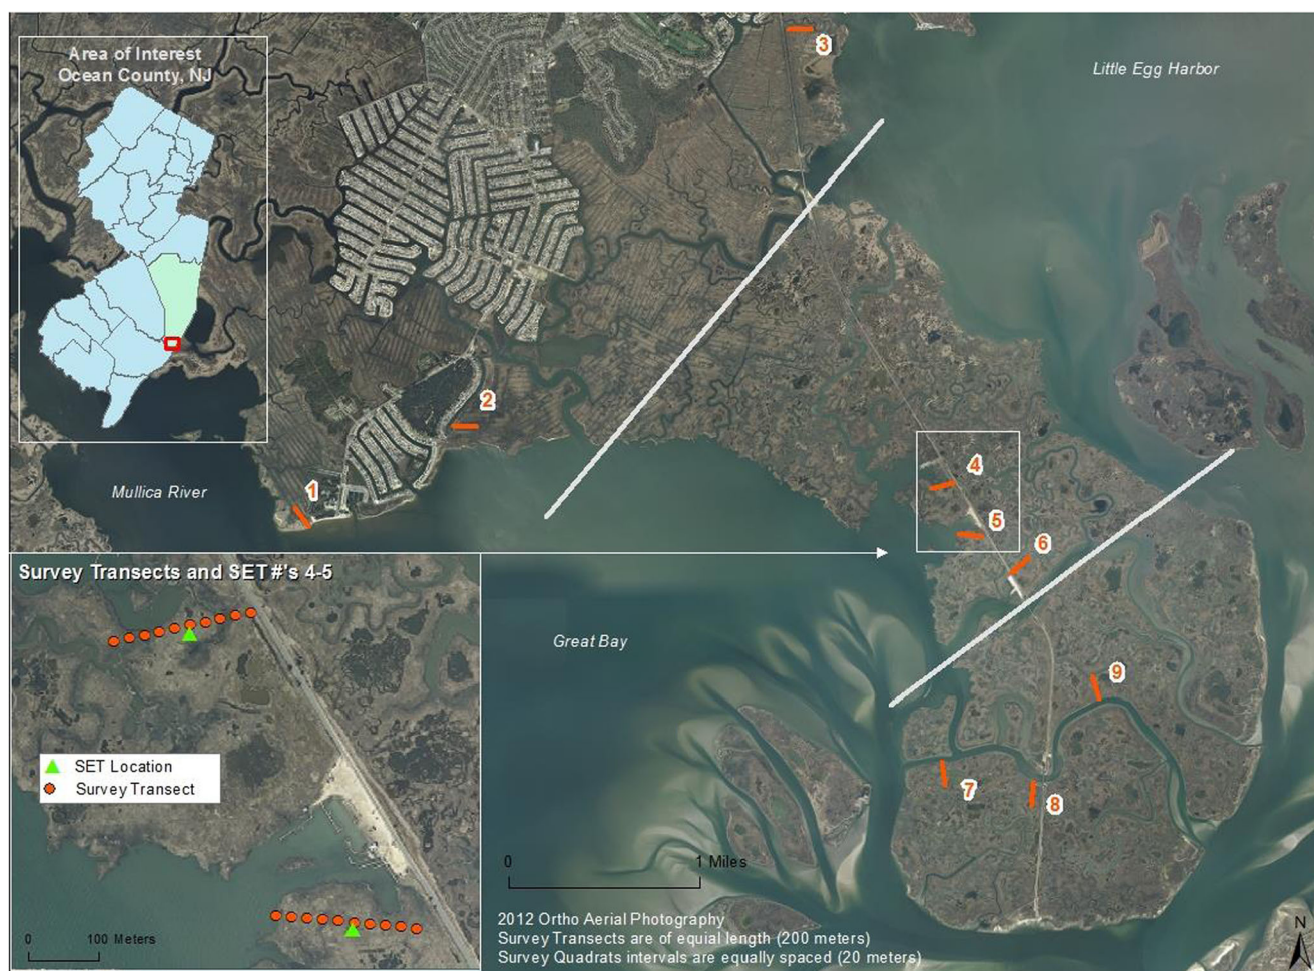 Area of Interest
Ocean County, NJ
3
Little Egg Harbor
2
Mullica River
1
4
5
6
Survey Transects and SET #'s 4-5
Great Bay
9
7
8
SET Location
Survey Transect
0 1 Miles
0 100 Meters
2012 Ortho Aerial Photography
Survey Transects are of equial length (200 meters)
Survey Quadrats intervals are equally spaced (20 meters)
N